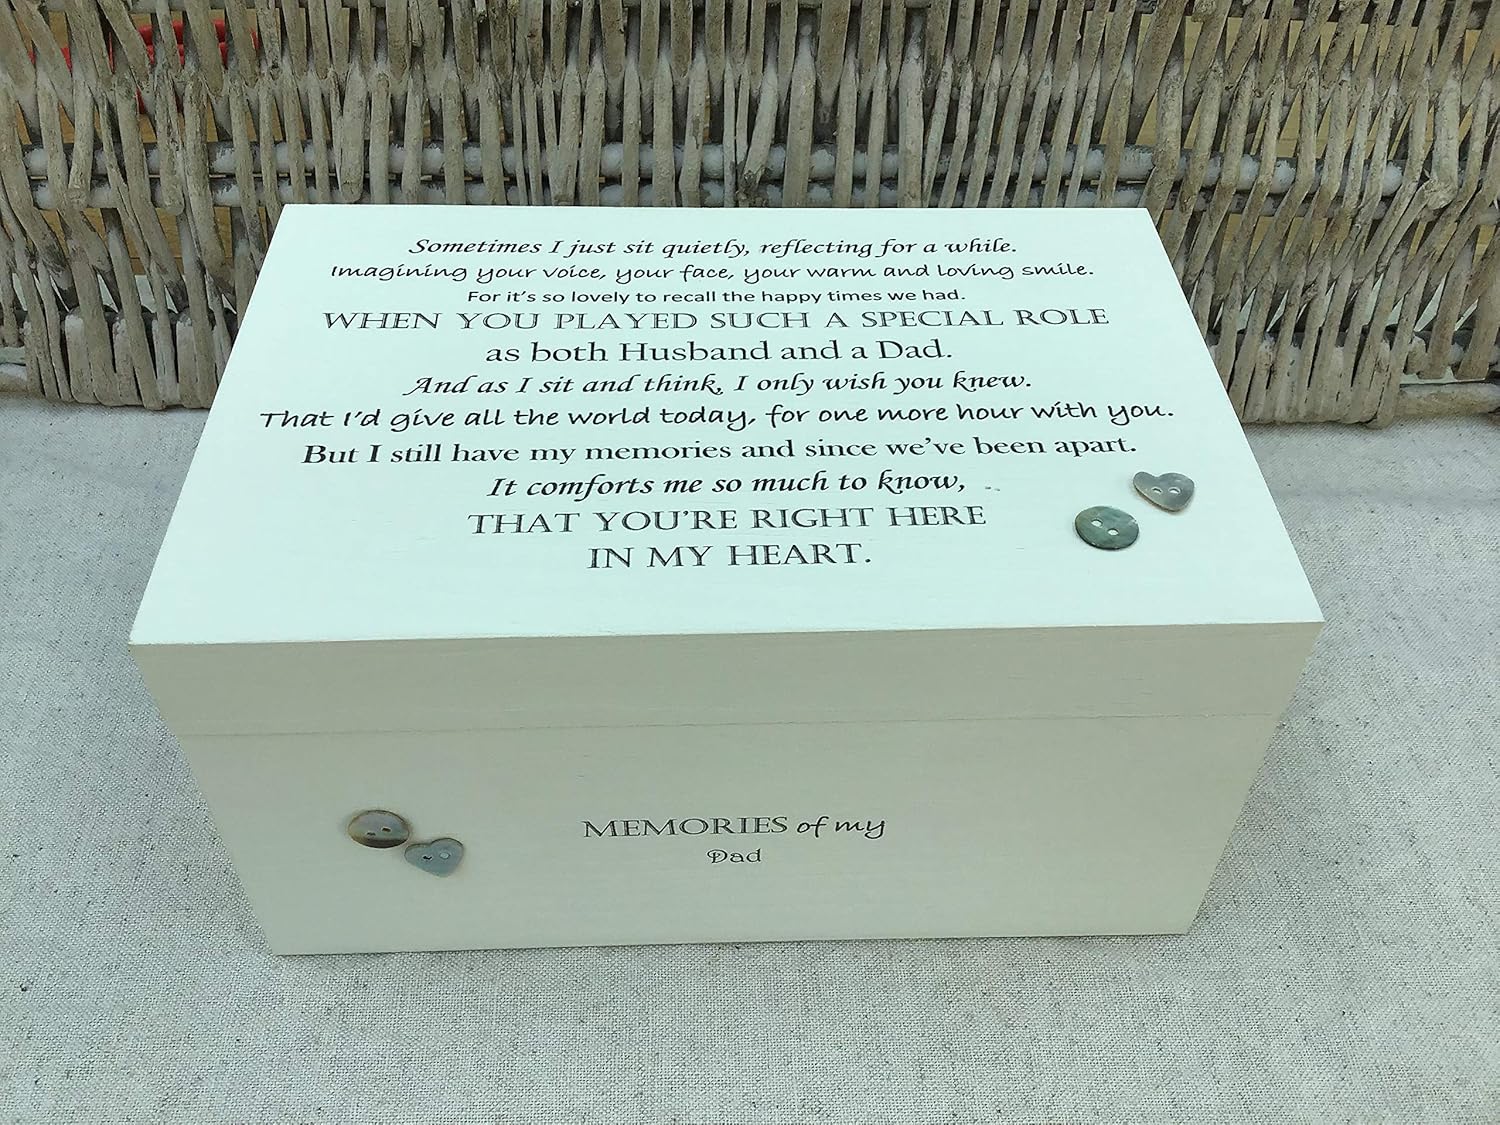 Sometimes I just sit quietly, reflecting for a while.
Imagining your voice, your face, your warm and loving smile.
For it's so lovely to recall the happy times we had.
WHEN YOU PLAYED SUCH A SPECIAL ROLE
as both Husband and a Dad.
And as I sit and think, I only wish you knew.
That I'd give all the world today, for one more hour with you.
But I still have my memories and since we've been apart.
It comforts me so much to know,
THAT YOU'RE RIGHT HERE
IN MY HEART.
MEMORIES of my
Dad